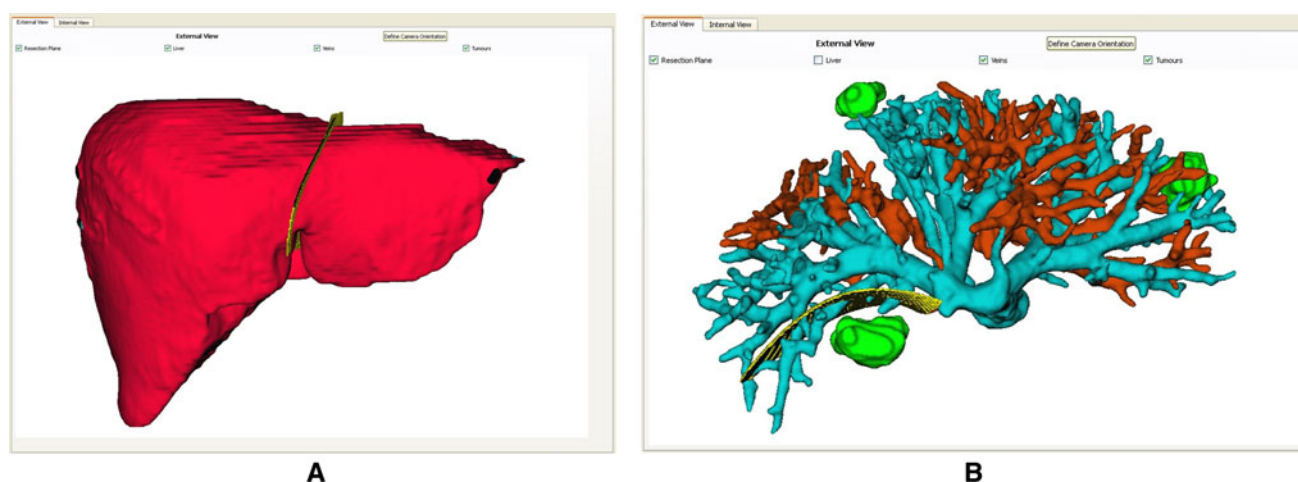 External View Internal View
External View Define Camera Orientation
Resection Plane Liver Veins Tumours
A
External View Internal View
External View Define Camera Orientation
Resection Plane Liver Veins Tumours
B